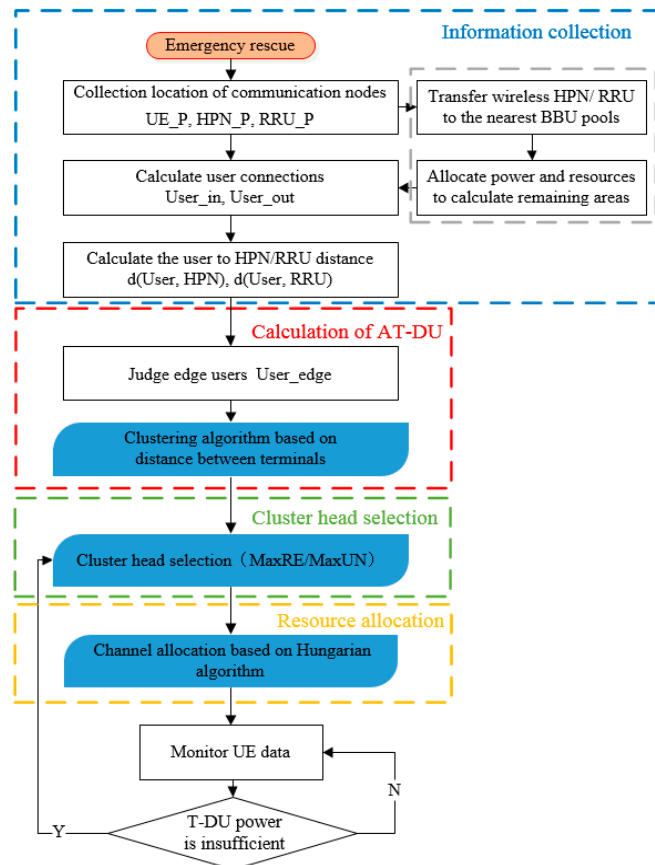 Information collection
Emergency rescue
Collection location of communication nodes
UE_P, HPN_P, RRU_P
Transfer wireless HPN/ RRU
to the nearest BBU pools
Calculate user connections
User_in, User_out
Allocate power and resources
to calculate remaining areas
Calculate the user to HPN/RRU distance
d(User, HPN), d(User, RRU)
Calculation of AT-DU
Judge edge users  User_edge
Clustering algorithm based on
distance between terminals
Cluster head selection
Cluster head selection（MaxRE/MaxUN）
Resource allocation
Channel allocation based on Hungarian
algorithm
Monitor UE data
N
Y
T-DU power
is insufficient